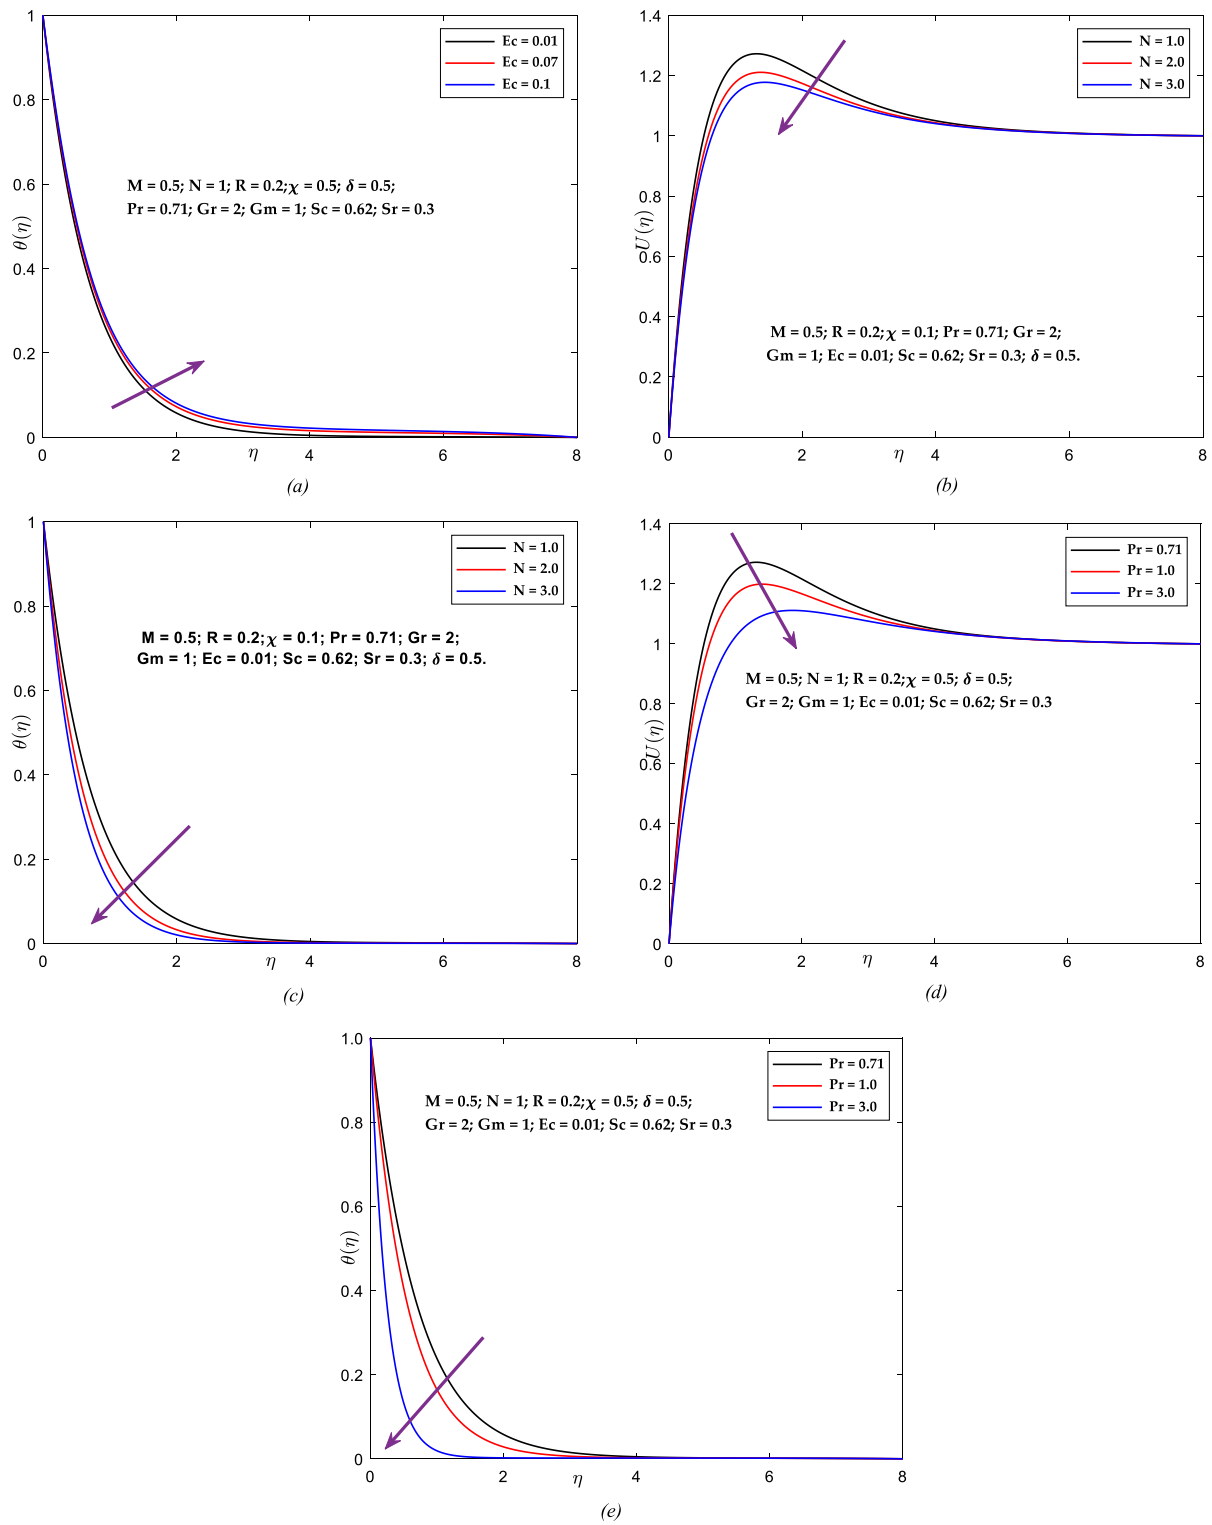 1
0.8
0.6
0.4
0.2
0
0
2
4
6
8
θ(η)
η
Ec = 0.01
Ec = 0.07
Ec = 0.1
M = 0.5; N = 1; R = 0.2;χ = 0.5; δ = 0.5;
Pr = 0.71; Gr = 2; Gm = 1; Sc = 0.62; Sr = 0.3
(a)
1.4
1.2
1
0.8
0.6
0.4
0.2
0
0
2
4
6
8
U(η)
η
N = 1.0
N = 2.0
N = 3.0
M = 0.5; R = 0.2;χ = 0.1; Pr = 0.71; Gr = 2;
Gm = 1; Ec = 0.01; Sc = 0.62; Sr = 0.3; δ = 0.5.
(b)
1
0.8
0.6
0.4
0.2
0
0
2
4
6
8
θ(η)
η
N = 1.0
N = 2.0
N = 3.0
M = 0.5; R = 0.2;χ = 0.1; Pr = 0.71; Gr = 2;
Gm = 1; Ec = 0.01; Sc = 0.62; Sr = 0.3; δ = 0.5.
(c)
1.4
1.2
1
0.8
0.6
0.4
0.2
0
0
2
4
6
8
U(η)
η
Pr = 0.71
Pr = 1.0
Pr = 3.0
M = 0.5; N = 1; R = 0.2;χ = 0.5; δ = 0.5;
Gr = 2; Gm = 1; Ec = 0.01; Sc = 0.62; Sr = 0.3
(d)
1.0
0.8
0.6
0.4
0.2
0
0
2
4
6
8
θ(η)
η
Pr = 0.71
Pr = 1.0
Pr = 3.0
M = 0.5; N = 1; R = 0.2;χ = 0.5; δ = 0.5;
Gr = 2; Gm = 1; Ec = 0.01; Sc = 0.62; Sr = 0.3
(e)